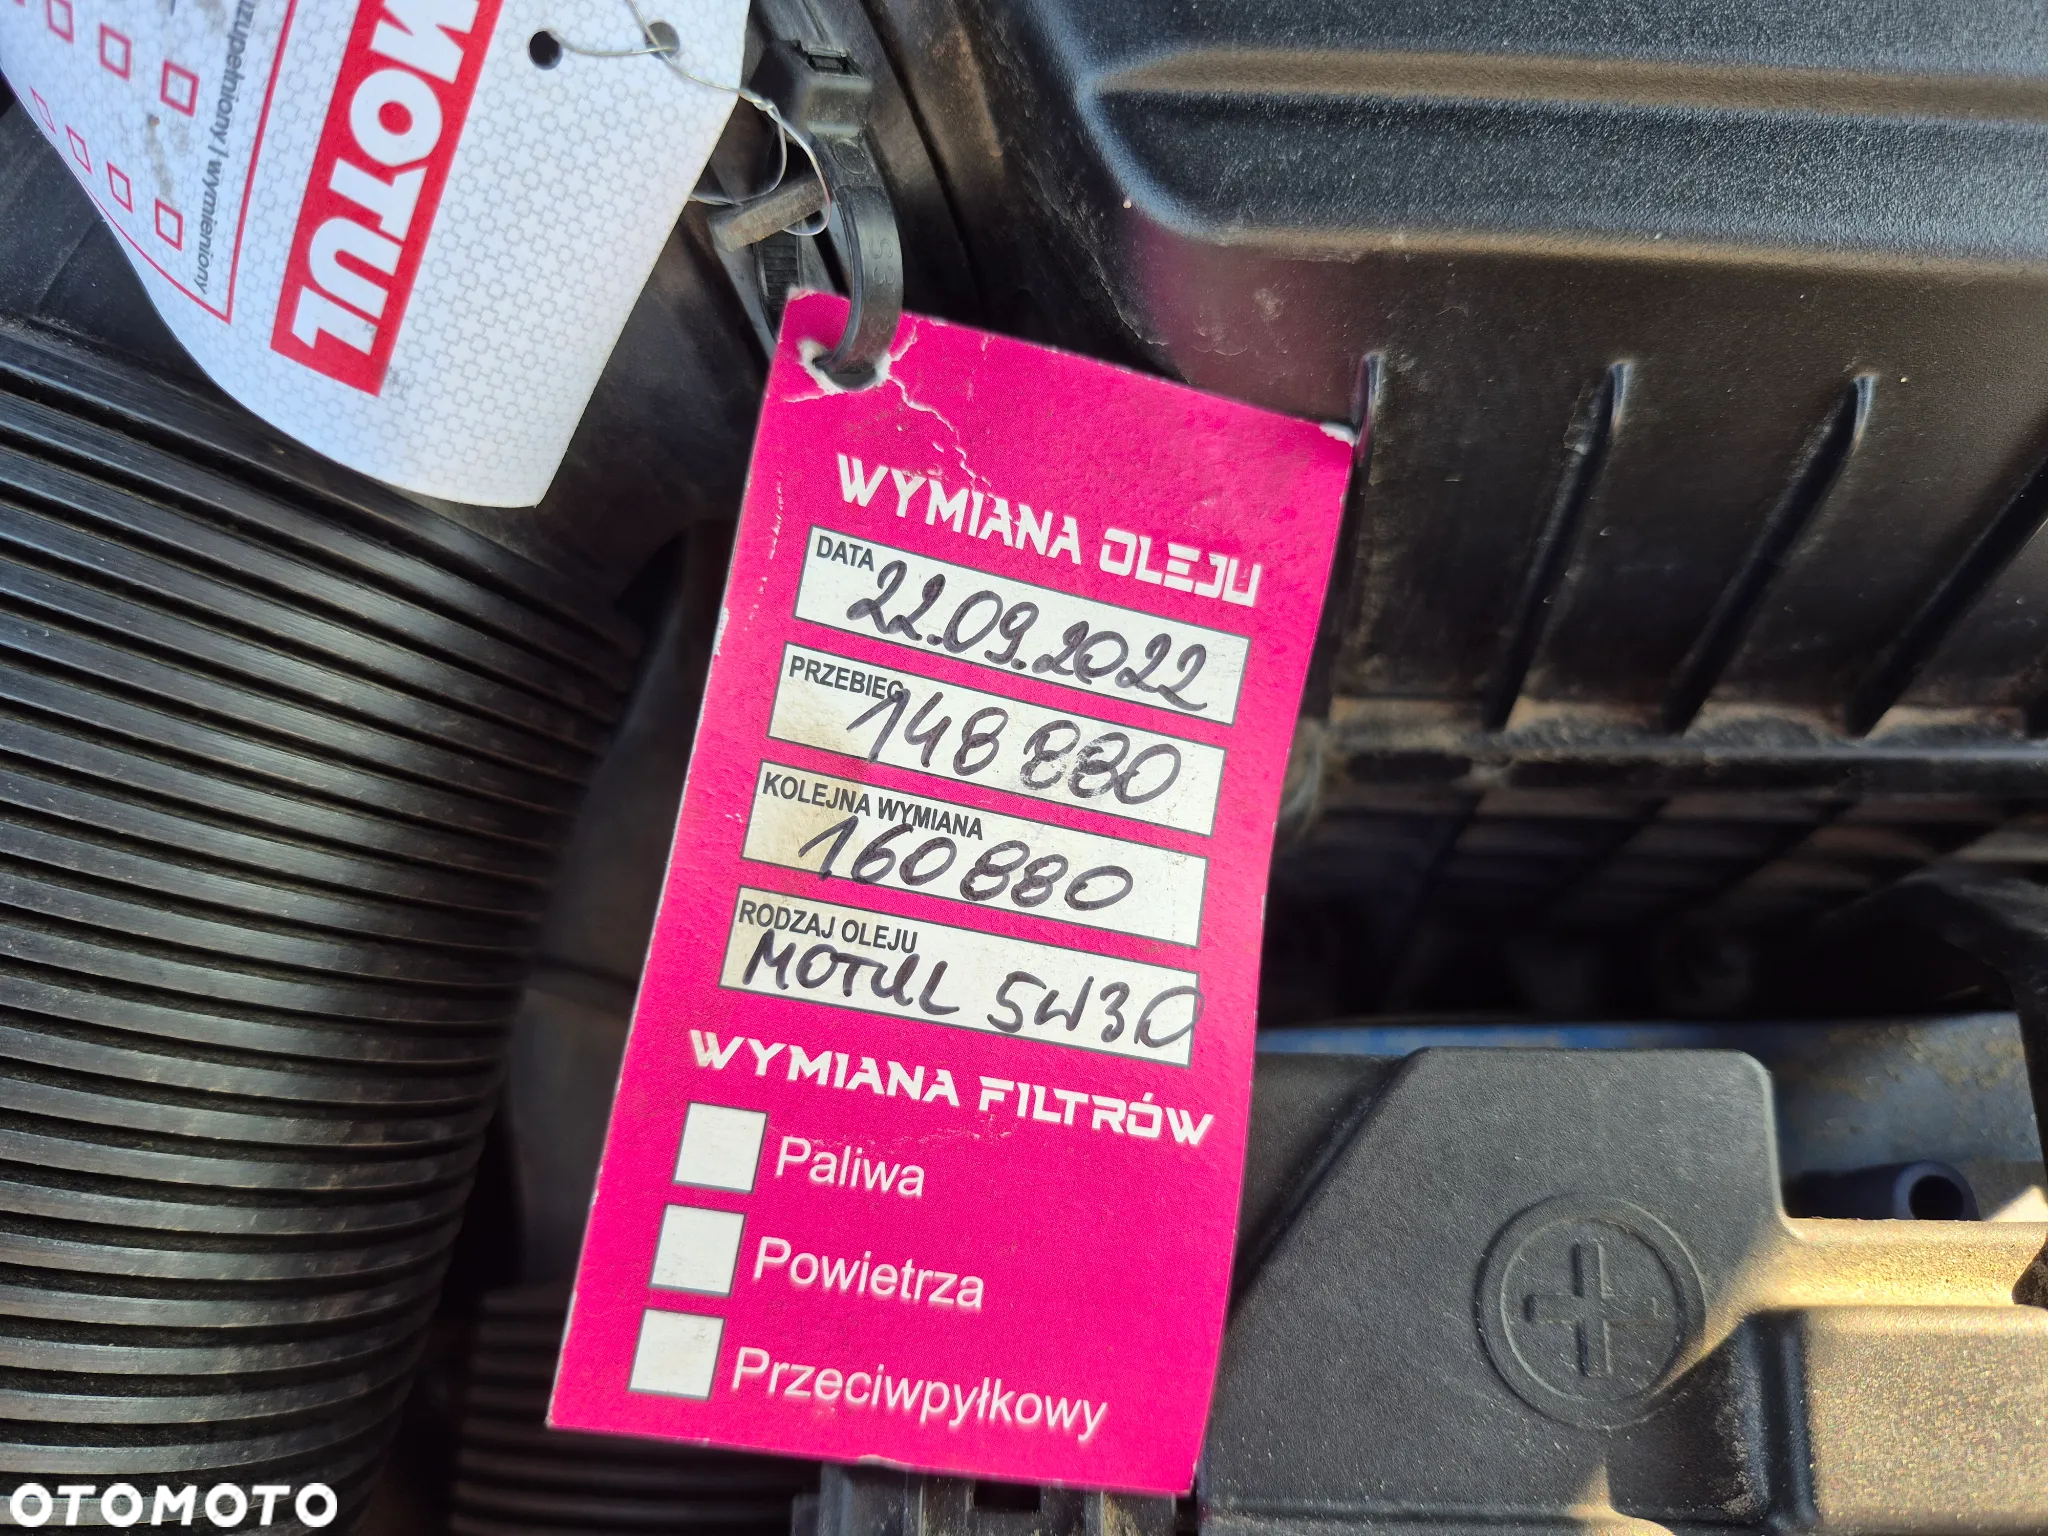 MOTUL
uzupełniony / wymieniony
WYMIANA OLEJU
DATA
22.09.2022
PRZEBIEG
148 880
KOLEJNA WYMIANA
160 880
RODZAJ OLEJU
MOTUL 5W30
WYMIANA FILTRÓW
Paliwa
Powietrza
Przeciwpyłkowy
OTOMOTO